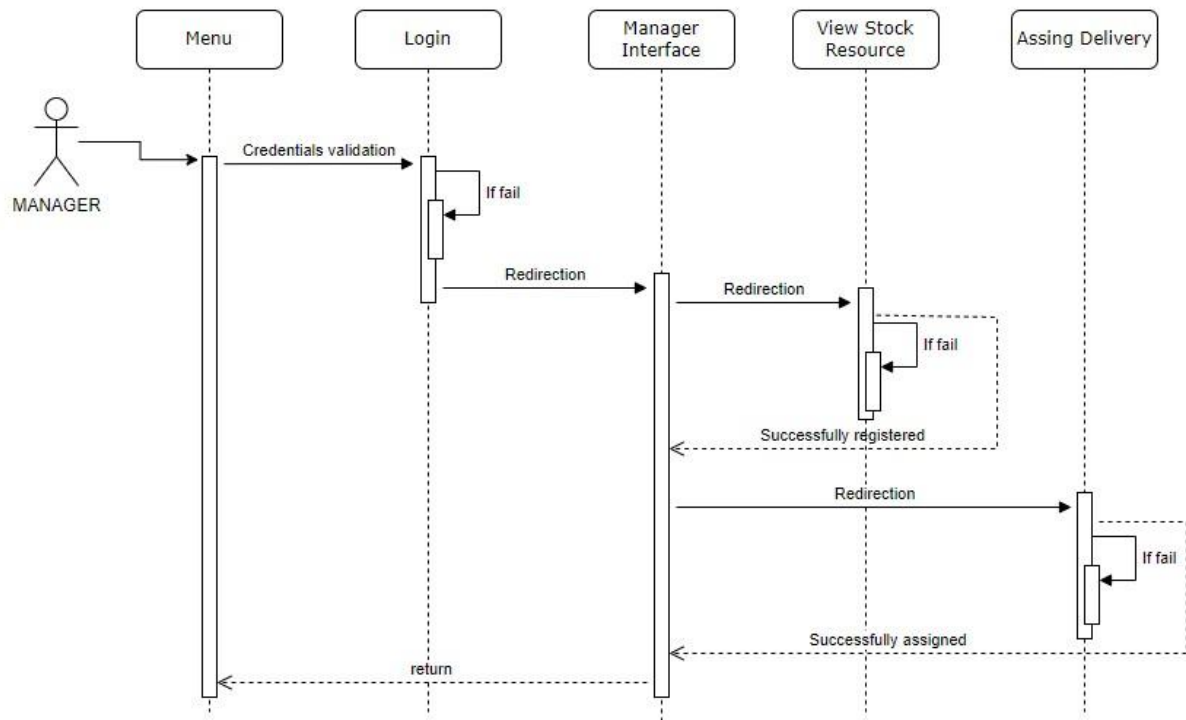 Menu
Login
Manager
Interface
View Stock
Resource
Assing Delivery
MANAGER
Credentials validation
If fail
Redirection
Redirection
If fail
Successfully registered
Redirection
If fail
Successfully assigned
return